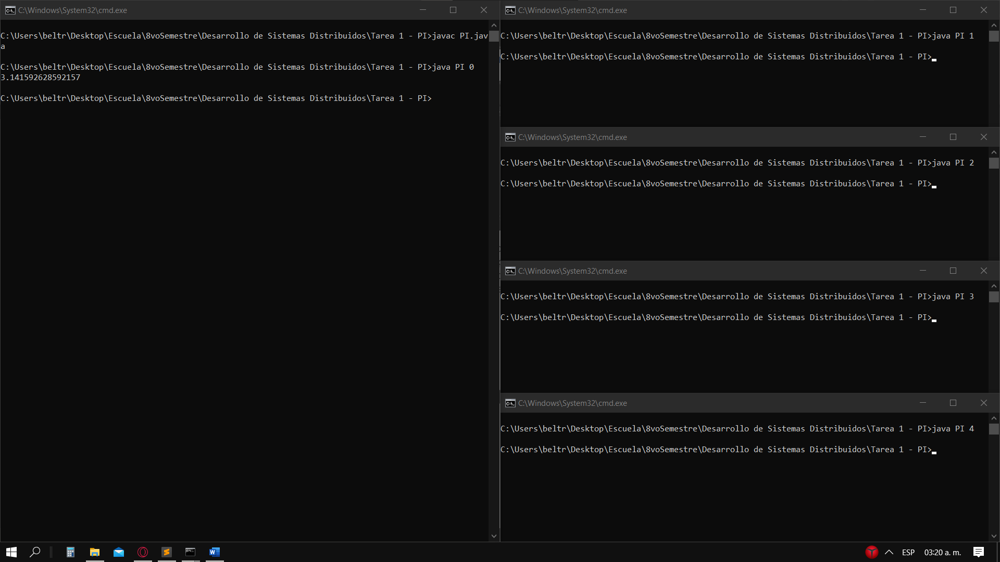 C:\Windows\System32\cmd.exe
C:\Users\beltr\Desktop\Escuela\8voSemestre\Desarrollo de Sistemas Distribuidos\Tarea 1 - PI>javac PI.jav
a
C:\Users\beltr\Desktop\Escuela\8voSemestre\Desarrollo de Sistemas Distribuidos\Tarea 1 - PI>java PI 0
3.141592628592157
C:\Users\beltr\Desktop\Escuela\8voSemestre\Desarrollo de Sistemas Distribuidos\Tarea 1 - PI>
C:\Windows\System32\cmd.exe
C:\Users\beltr\Desktop\Escuela\8voSemestre\Desarrollo de Sistemas Distribuidos\Tarea 1 - PI>java PI 1
C:\Users\beltr\Desktop\Escuela\8voSemestre\Desarrollo de Sistemas Distribuidos\Tarea 1 - PI>
C:\Windows\System32\cmd.exe
C:\Users\beltr\Desktop\Escuela\8voSemestre\Desarrollo de Sistemas Distribuidos\Tarea 1 - PI>java PI 2
C:\Users\beltr\Desktop\Escuela\8voSemestre\Desarrollo de Sistemas Distribuidos\Tarea 1 - PI>
C:\Windows\System32\cmd.exe
C:\Users\beltr\Desktop\Escuela\8voSemestre\Desarrollo de Sistemas Distribuidos\Tarea 1 - PI>java PI 3
C:\Users\beltr\Desktop\Escuela\8voSemestre\Desarrollo de Sistemas Distribuidos\Tarea 1 - PI>
C:\Windows\System32\cmd.exe
C:\Users\beltr\Desktop\Escuela\8voSemestre\Desarrollo de Sistemas Distribuidos\Tarea 1 - PI>java PI 4
C:\Users\beltr\Desktop\Escuela\8voSemestre\Desarrollo de Sistemas Distribuidos\Tarea 1 - PI>
ESP 03:20 a. m.